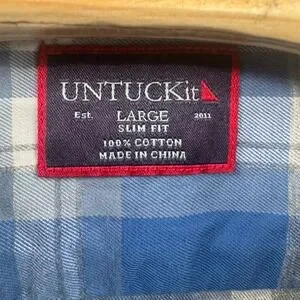 UNTUCKit
Est. LARGE 2011
SLIM FIT
100% COTTON
MADE IN CHINA